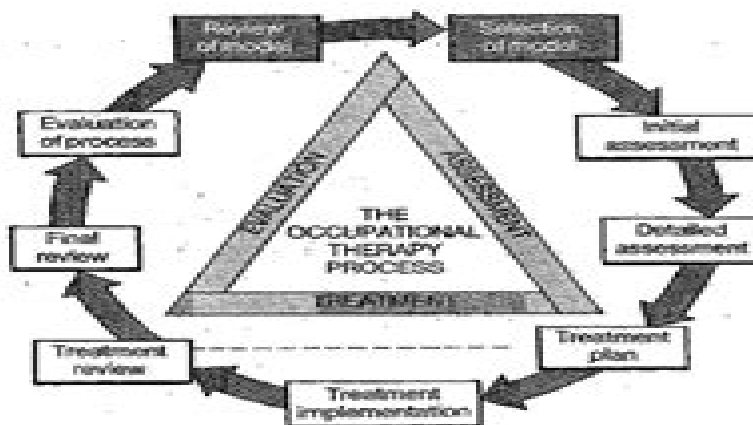 Review
of model
Selection
of model
Initial
assessment
Detailed
assessment
Treatment
plan
Treatment
implementation
Treatment
review
Final
review
Evaluation
of process
EVALUATION
ASSESSMENT
TREATMENT
THE
OCCUPATIONAL
THERAPY
PROCESS